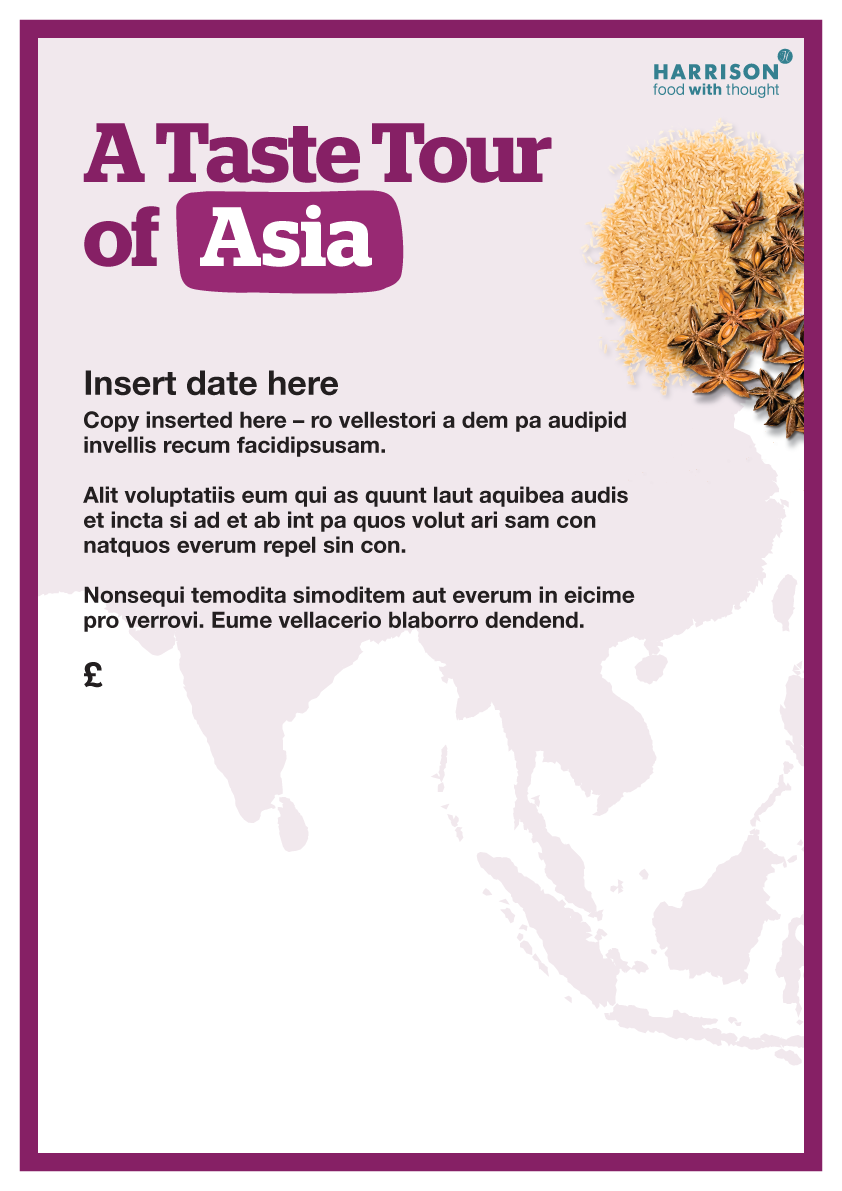 HARRISON
food with thought
A Taste Tour
of Asia
Insert date here
Copy inserted here – ro vellestori a dem pa audipid
invellis recum facidipsusam.
Alit voluptatiis eum qui as quunt laut aquibea audis
et incta si ad et ab int pa quos volut ari sam con
natquos everum repel sin con.
Nonsequi temodita simoditem aut everum in eicime
pro verrovi. Eume vellacerio blaborro dendend.
£